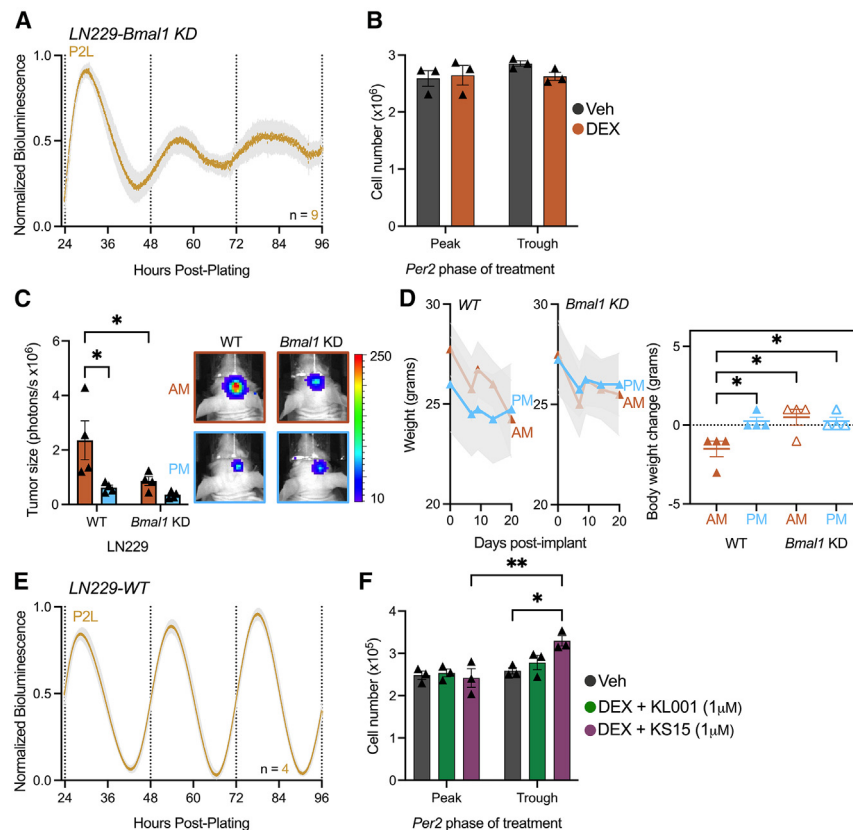 A
LN229-Bmal1 KD
P2L
1.0
0.5
0.0
Normalized Bioluminescence
n = 9
24 36 48 60 72 84 96
Hours Post-Plating
B
3
2
1
0
Cell number (x10⁶)
Veh
DEX
Peak Trough
Per2 phase of treatment
C
6
4
2
0
Tumor size (photons/s x10⁶)
* *
WT Bmal1 KD
LN229
WT Bmal1 KD
AM
PM
250
10
D
30
25
20
Weight (grams)
WT
PM
AM
0 10 20
30
25
20
Bmal1 KD
PM
AM
0 10 20
Days post-implant
5
0
-5
Body weight change (grams)
*
*
*
AM PM AM PM
WT Bmal1 KD
E
LN229-WT
P2L
1.0
0.5
0.0
Normalized Bioluminescence
n = 4
24 36 48 60 72 84 96
Hours Post-Plating
F
4
3
2
1
0
Cell number (x10⁵)
**
*
Veh
DEX + KL001 (1μM)
DEX + KS15 (1μM)
Peak Trough
Per2 phase of treatment